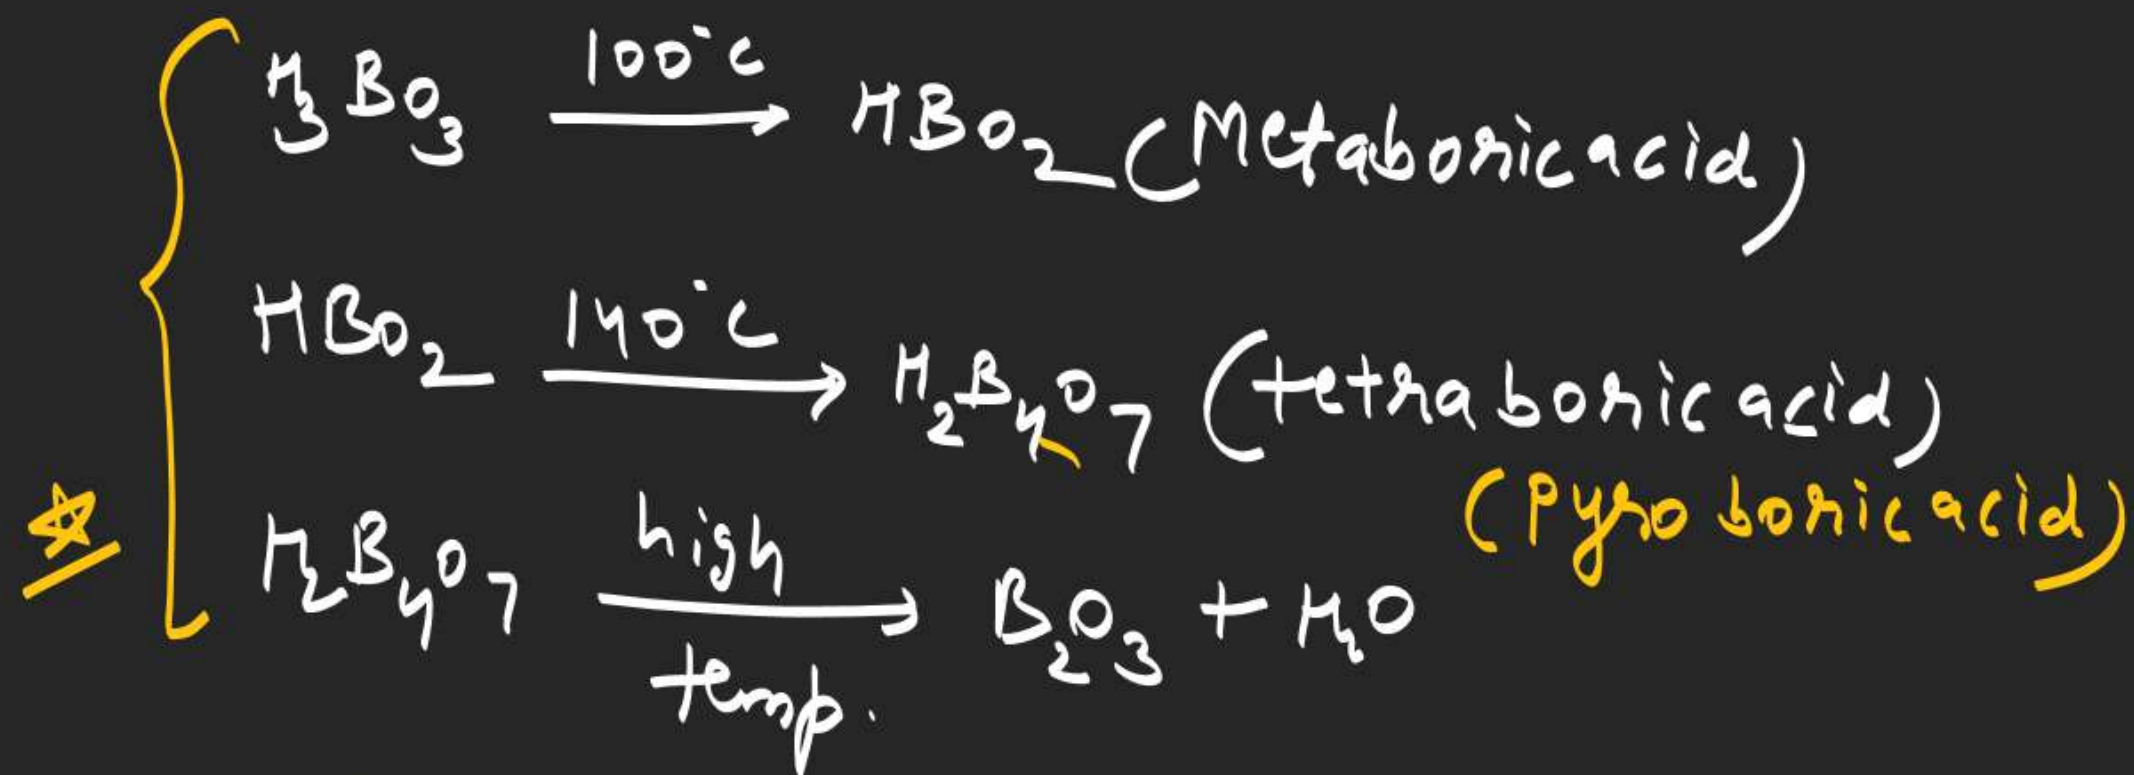 H₃BO₃ —100°C→ HBO₂ (Metaboricacid)
HBO₂ —140°C→ H₂B₄O₇ (tetraboricacid)
(Pyroboricacid)
H₂B₄O₇ —high temp.→ B₂O₃ + H₂O